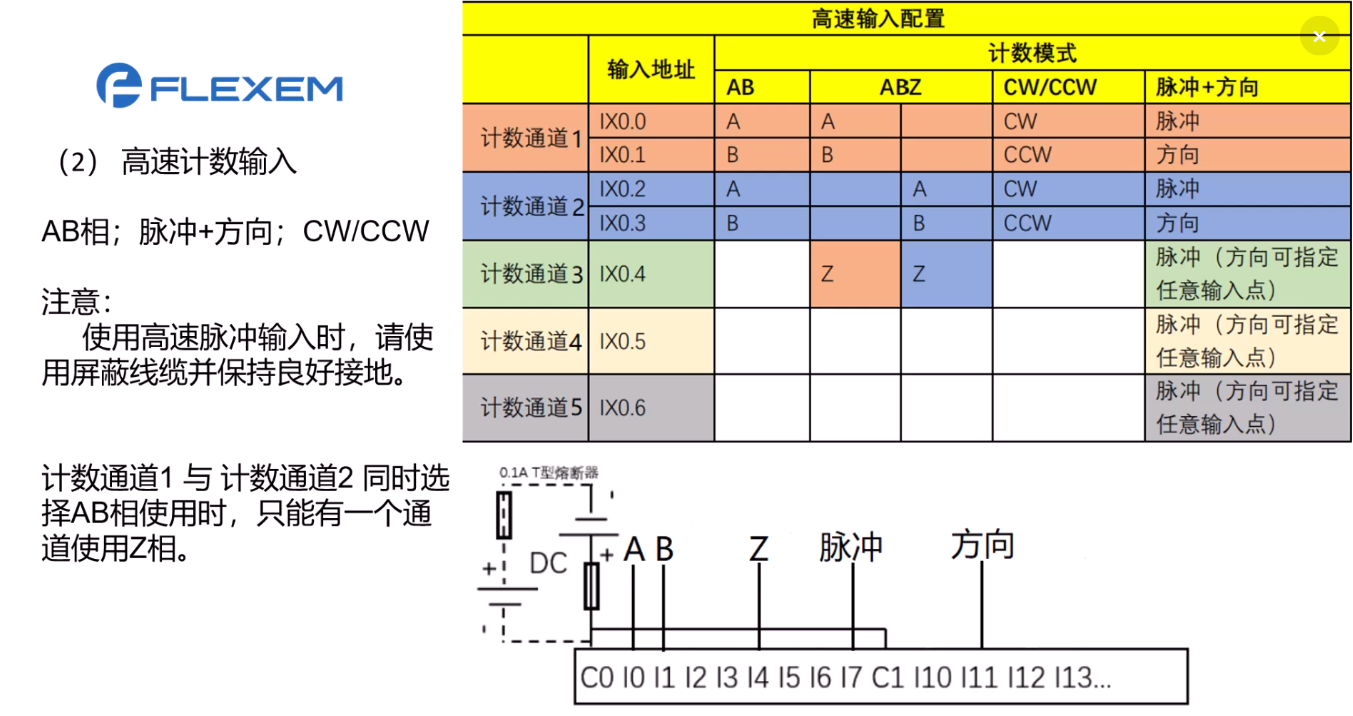 FLEXEM
（2） 高速计数输入
AB相；脉冲+方向；CW/CCW
注意：
使用高速脉冲输入时，请使
用屏蔽线缆并保持良好接地。
计数通道1 与 计数通道2 同时选
择AB相使用时，只能有一个通
道使用Z相。
高速输入配置
输入地址 计数模式
AB ABZ CW/CCW 脉冲+方向
计数通道1 IX0.0 A A CW 脉冲
IX0.1 B B CCW 方向
计数通道2 IX0.2 A A CW 脉冲
IX0.3 B B CCW 方向
计数通道3 IX0.4 Z Z 脉冲（方向可指定
任意输入点）
计数通道4 IX0.5 脉冲（方向可指定
任意输入点）
计数通道5 IX0.6 脉冲（方向可指定
任意输入点）
0.1A T型熔断器
+ DC + A B Z 脉冲 方向
C0 I0 I1 I2 I3 I4 I5 I6 I7 C1 I10 I11 I12 I13...